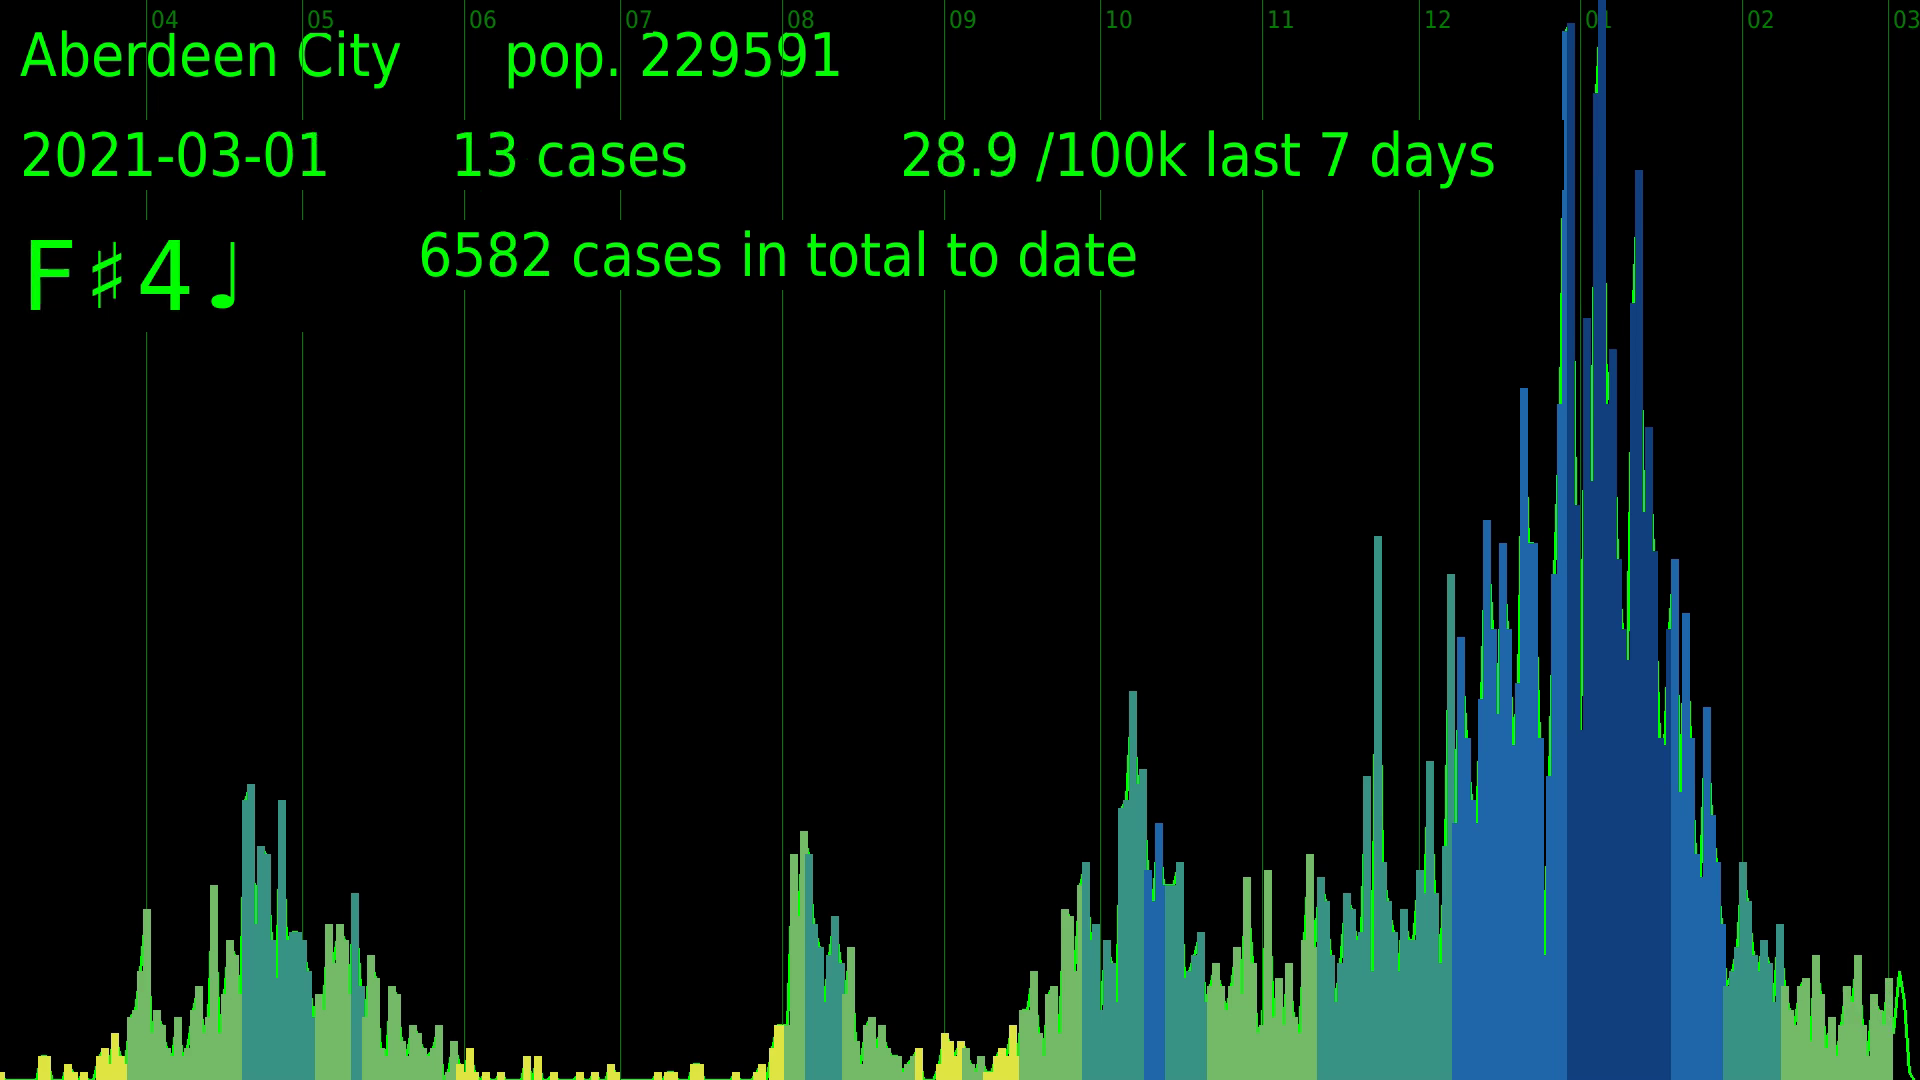 04 05 06 07 08 09 10 11 12 01 02 03
Aberdeen City pop. 229591
2021-03-01 13 cases 28.9 /100k last 7 days
F♯4♩ 6582 cases in total to date